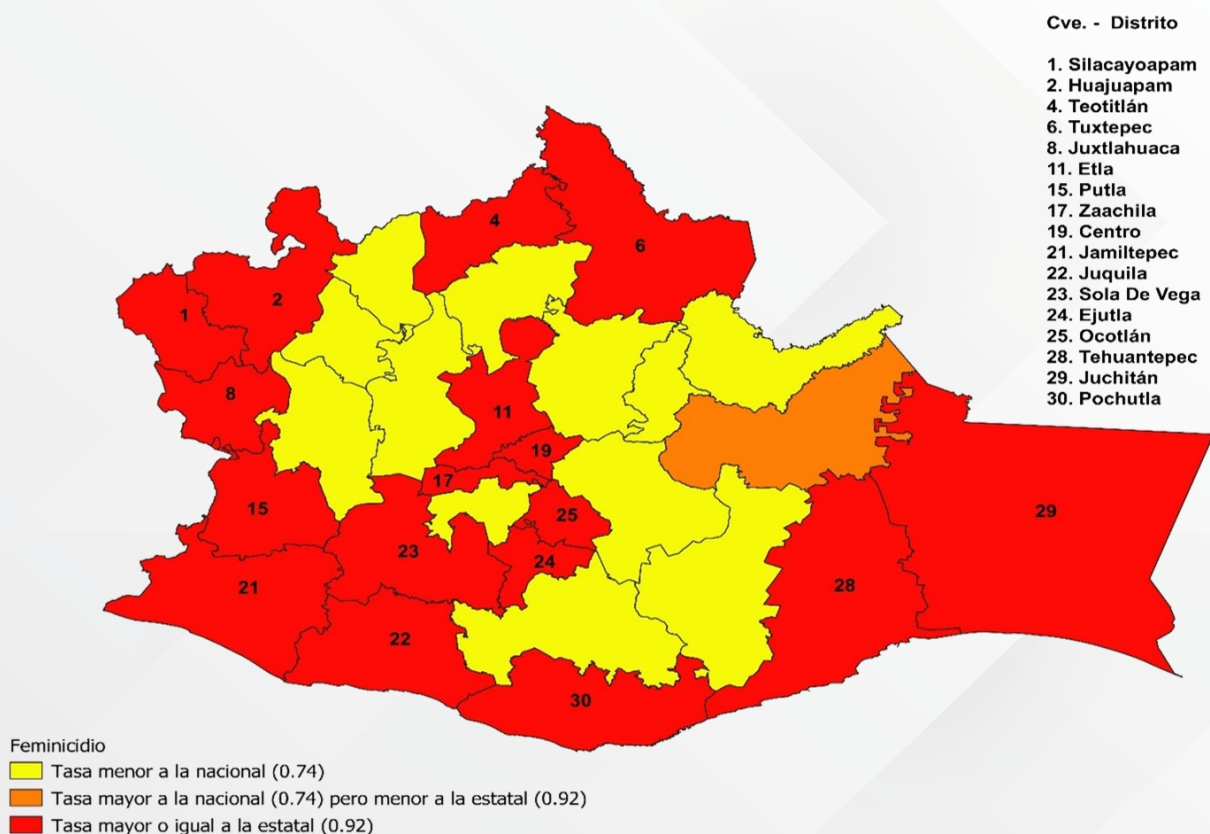 Cve. - Distrito
1. Silacayoapam
2. Huajuapam
4. Teotitlán
6. Tuxtepec
8. Juxtlahuaca
11. Etla
15. Putla
17. Zaachila
19. Centro
21. Jamiltepec
22. Juquila
23. Sola De Vega
24. Ejutla
25. Ocotlán
28. Tehuantepec
29. Juchitán
30. Pochutla
4
6
2
1
8
11
19
17
15
25
29
23
24
28
21
22
30
Feminicidio
Tasa menor a la nacional (0.74)
Tasa mayor a la nacional (0.74) pero menor a la estatal (0.92)
Tasa mayor o igual a la estatal (0.92)